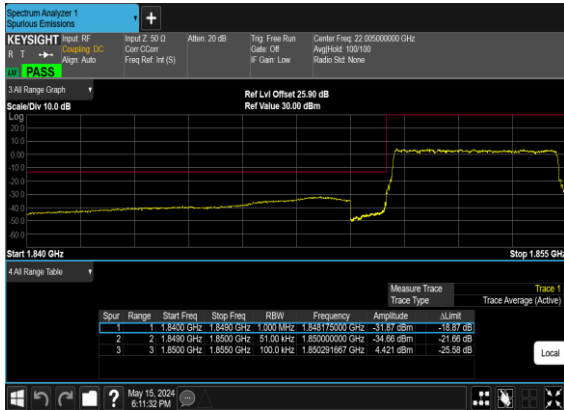 Spectrum Analyzer 1
Spurious Emissions
KEYSIGHT Input: RF Input Z: 50 Ω Atten: 20 dB Trig: Free Run Center Freq: 22.005000000 GHz
R T Coupling: DC Corr CCorr Gate: Off Avg|Hold: 100/100
Align: Auto Freq Ref: Int (S) IF Gain: Low Radio Std: None
LXI PASS
3 All Range Graph
Ref Lvl Offset 25.90 dB
Scale/Div 10.0 dB Ref Value 30.00 dBm
Log
20.0
10.0
0.00
-10.0
-20.0
-30.0
-40.0
-50.0
-60.0
Start 1.840 GHz Stop 1.855 GHz
4 All Range Table
Measure Trace Trace 1
Trace Type Trace Average (Active)
Spur Range Start Freq Stop Freq RBW Frequency Amplitude ΔLimit
1 1 1.8400 GHz 1.8490 GHz 1.000 MHz 1.848175000 GHz -31.87 dBm -18.87 dB
2 2 1.8490 GHz 1.8500 GHz 51.00 kHz 1.850000000 GHz -34.66 dBm -21.66 dB
3 3 1.8500 GHz 1.8550 GHz 100.0 kHz 1.850291667 GHz 4.421 dBm -25.58 dB
Local
May 15, 2024
6:11:32 PM